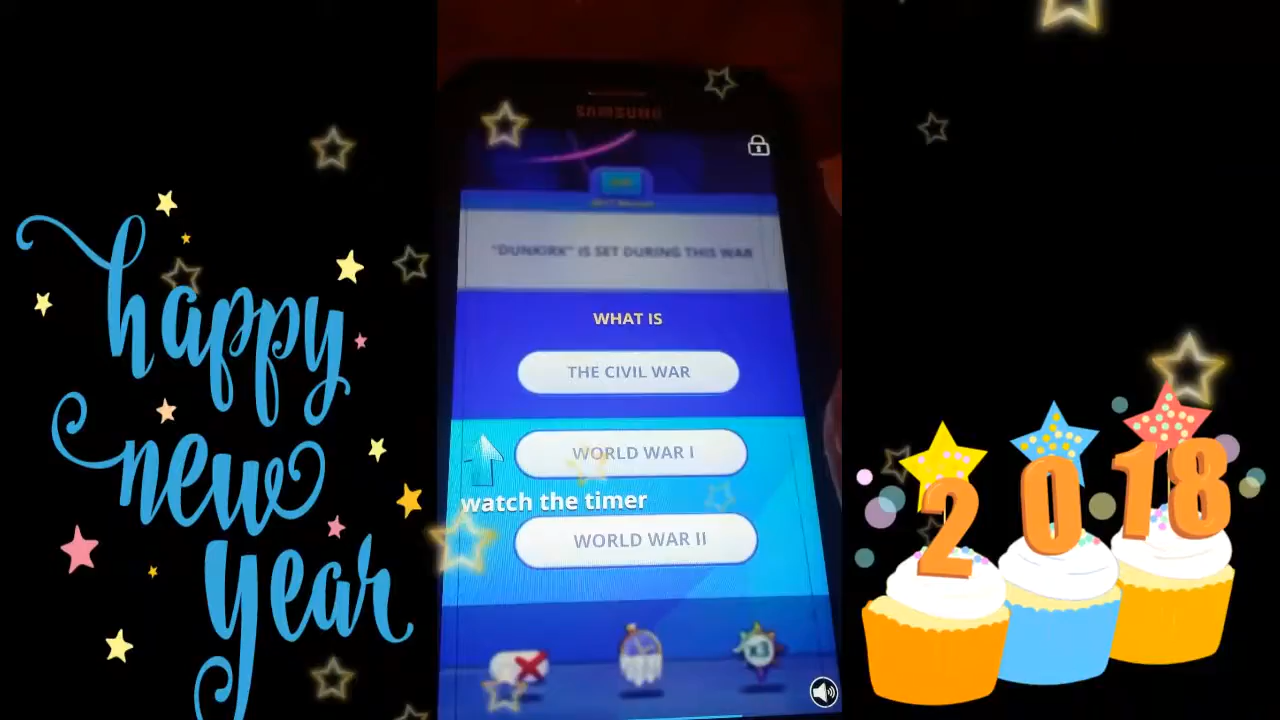 happy
new
year
SAMSUNG
"DUNKIRK" IS SET DURING THIS WAR
WHAT IS
THE CIVIL WAR
WORLD WAR I
watch the timer
WORLD WAR II
x3
2018